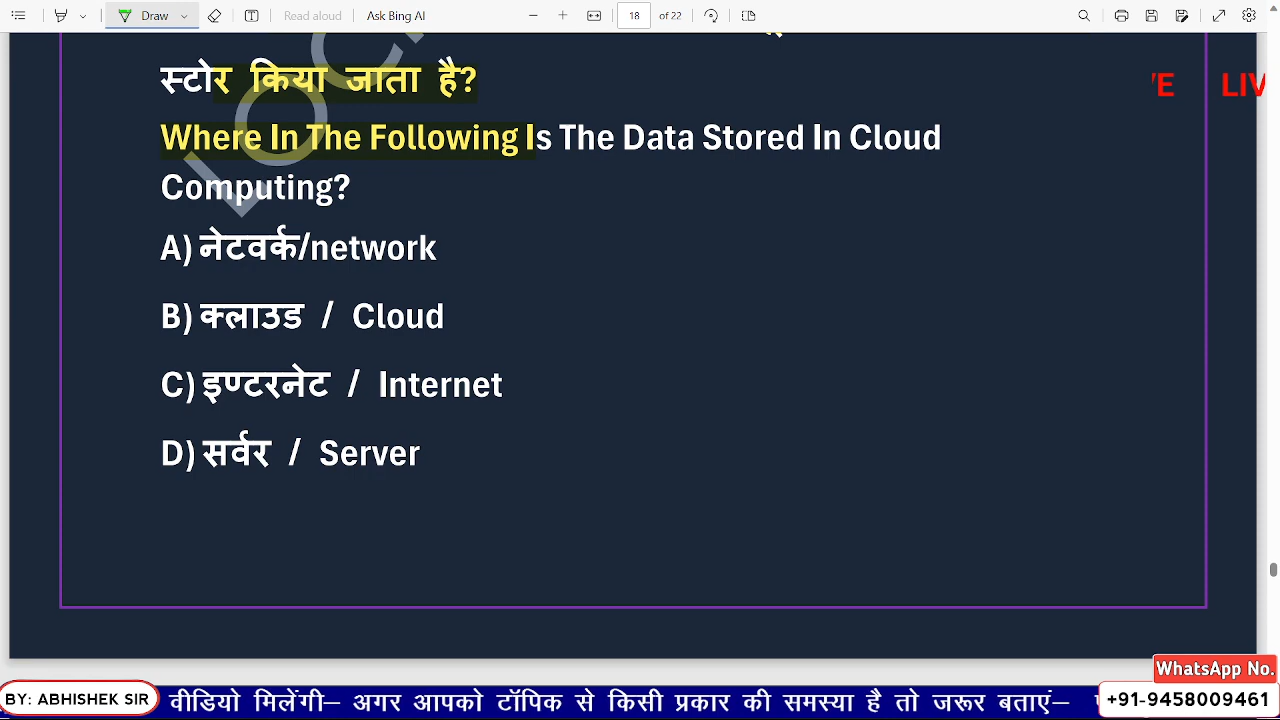 Draw
Read aloud
Ask Bing AI
18 of 22
स्टोर किया जाता है?
Where In The Following Is The Data Stored In Cloud
Computing?
A) नेटवर्क/network
B) क्लाउड / Cloud
C) इण्टरनेट / Internet
D) सर्वर / Server
LIV
WhatsApp No.
BY: ABHISHEK SIR
वीडियो मिलेंगी– अगर आपको टॉपिक से किसी प्रकार की समस्या है तो जरूर बताएं–
+91-9458009461